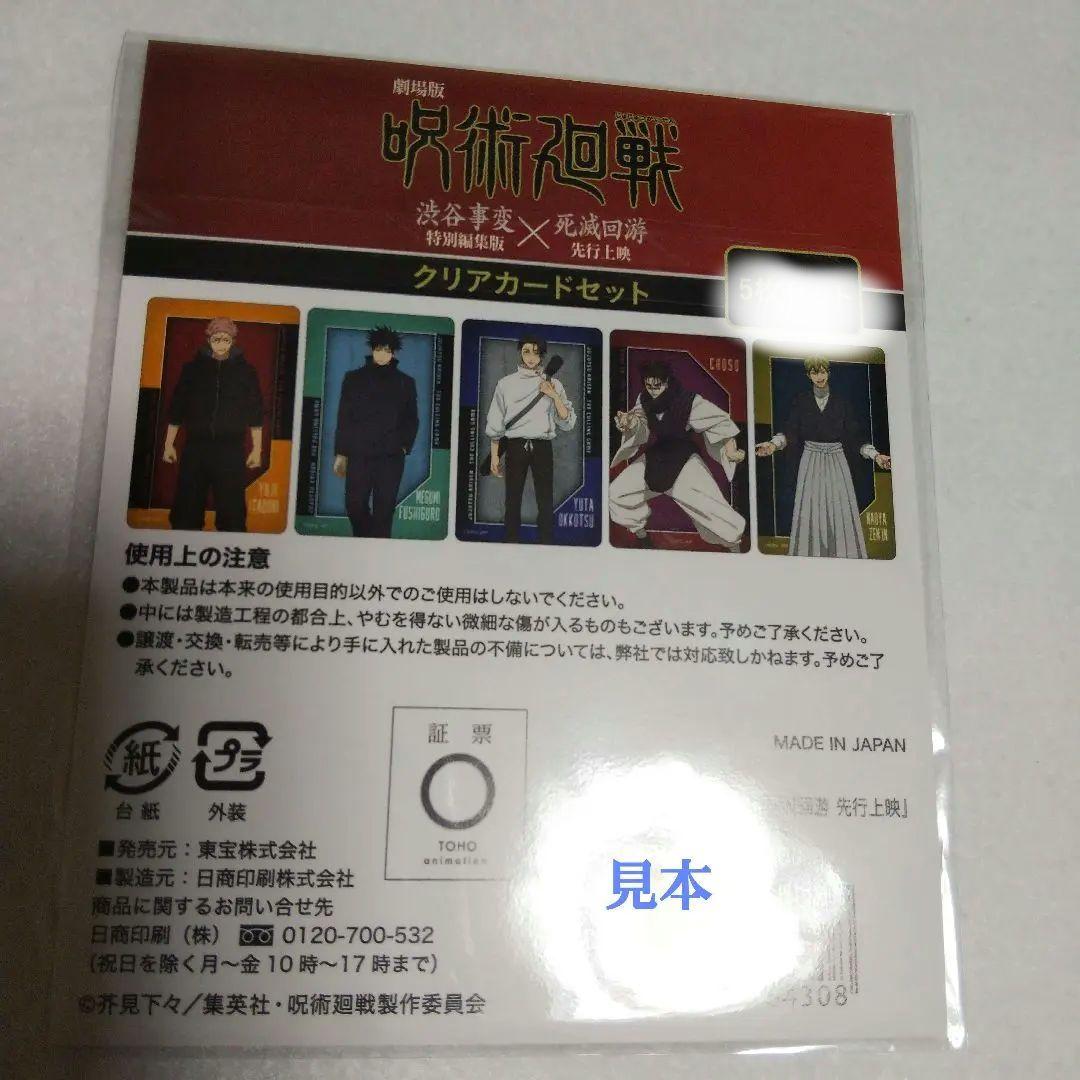 劇場版
呪術廻戦
渋谷事変 × 死滅回游
特別編集版 先行上映
クリアカードセット
YUJI
ITADORI
MEGUMI
FUSHIGURO
YUTA
OKKOTSU
CHOSO
NAOYA
ZEN'IN
使用上の注意
●本製品は本来の使用目的以外でのご使用はしないでください。
●中には製造工程の都合上、やむを得ない微細な傷が入るものもございます。予めご了承ください。
●譲渡・交換・転売等により手に入れた製品の不備については、弊社では対応致しかねます。予めご了
承ください。
紙
台紙
プラ
外装
証票
TOHO
animation
MADE IN JAPAN
回游 先行上映』
■発売元：東宝株式会社
■製造元：日商印刷株式会社
商品に関するお問い合せ先
日商印刷（株） 0120-700-532
（祝日を除く月〜金10時〜17時まで）
©芥見下々／集英社・呪術廻戦製作委員会
見本
4308